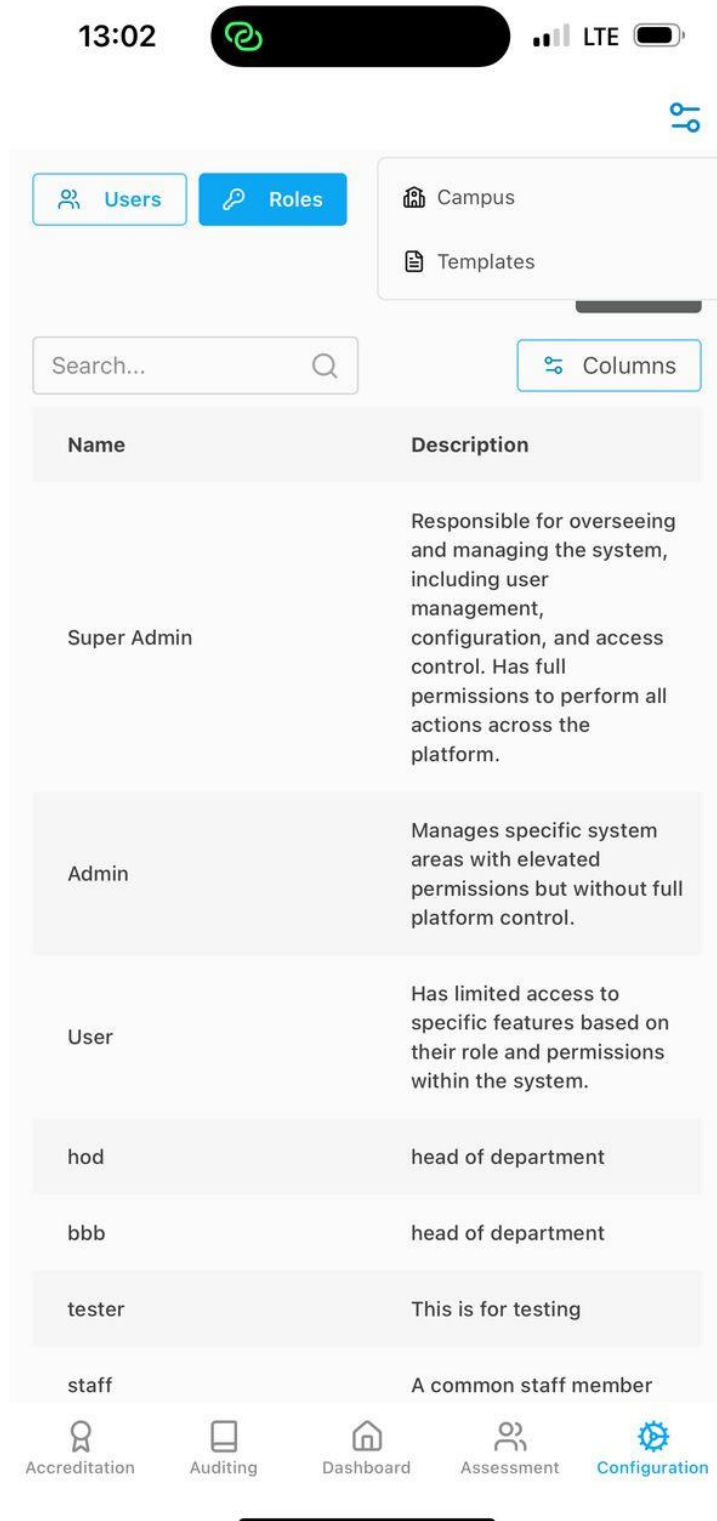 13:02
LTE
Users
Roles
Campus
Templates
Search...
Columns
Name
Description
Super Admin
Responsible for overseeing
and managing the system,
including user
management,
configuration, and access
control. Has full
permissions to perform all
actions across the
platform.
Admin
Manages specific system
areas with elevated
permissions but without full
platform control.
User
Has limited access to
specific features based on
their role and permissions
within the system.
hod
head of department
bbb
head of department
tester
This is for testing
staff
A common staff member
Accreditation
Auditing
Dashboard
Assessment
Configuration